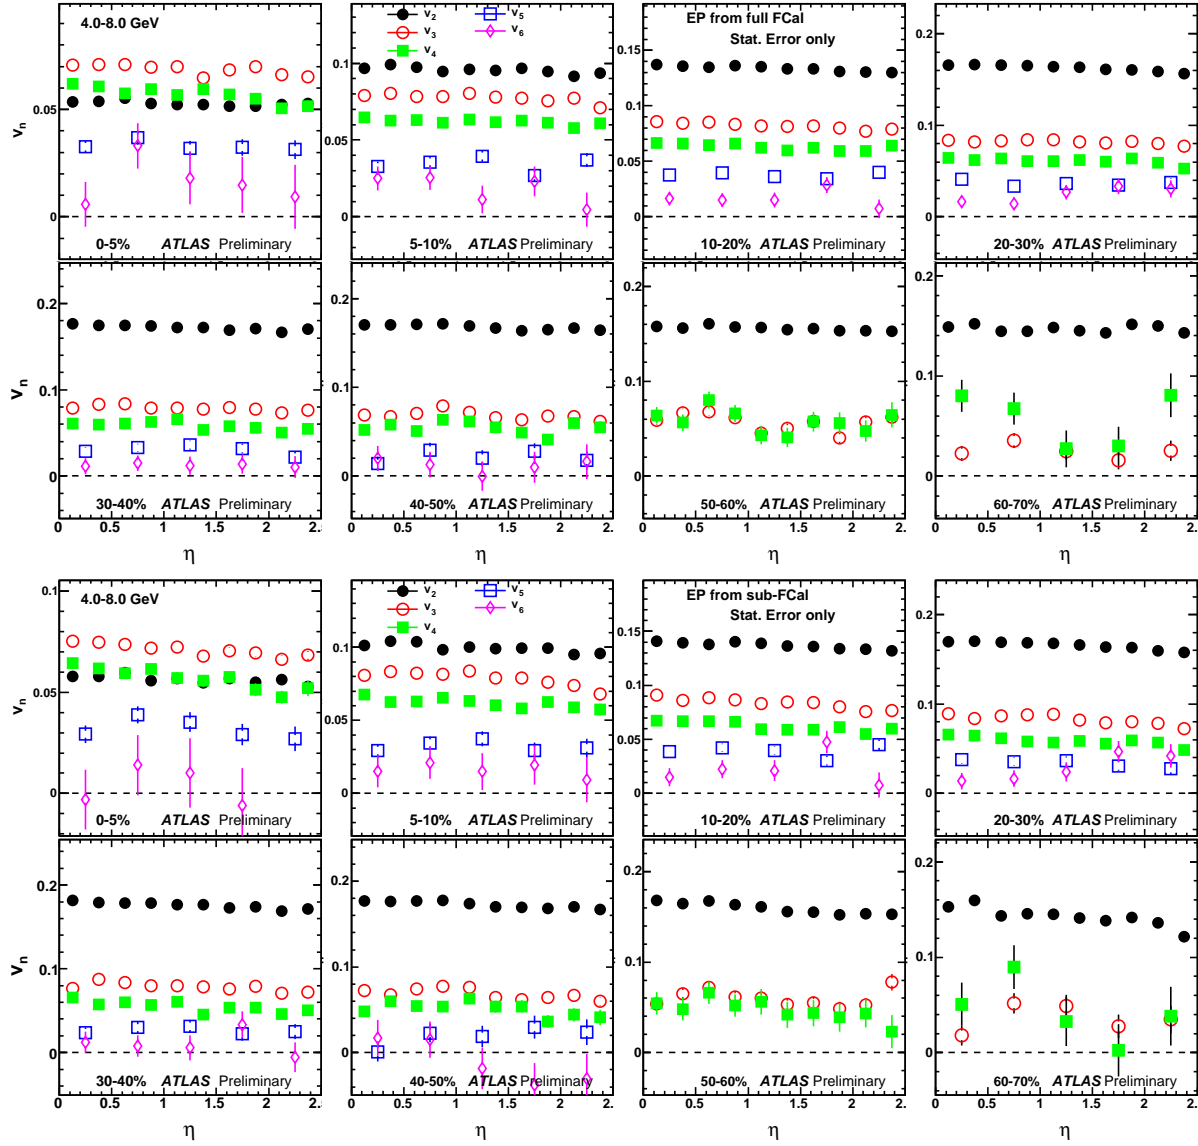 4.0-8.0 GeV
v2
v3
v4
v5
v6
EP from full FCal
Stat. Error only
vn
0.1
0.05
0
0.1
0.05
0
0.15
0.1
0.05
0
0.2
0.1
0
0-5% ATLAS Preliminary
5-10% ATLAS Preliminary
10-20% ATLAS Preliminary
20-30% ATLAS Preliminary
vn
0.2
0.1
0
0.2
0.1
0
0.2
0.1
0
0.2
0.1
0
30-40% ATLAS Preliminary
40-50% ATLAS Preliminary
50-60% ATLAS Preliminary
60-70% ATLAS Preliminary
0 0.5 1 1.5 2 2.
0 0.5 1 1.5 2 2.
0 0.5 1 1.5 2 2.
0.5 1 1.5 2 2.
η η η η
4.0-8.0 GeV
v2
v3
v4
v5
v6
EP from sub-FCal
Stat. Error only
vn
0.1
0.05
0
0.1
0.05
0
0.15
0.1
0.05
0
0.2
0.1
0
0-5% ATLAS Preliminary
5-10% ATLAS Preliminary
10-20% ATLAS Preliminary
20-30% ATLAS Preliminary
vn
0.2
0.1
0
0.2
0.1
0
0.2
0.1
0
0.2
0.1
0
30-40% ATLAS Preliminary
40-50% ATLAS Preliminary
50-60% ATLAS Preliminary
60-70% ATLAS Preliminary
0 0.5 1 1.5 2 2.
0 0.5 1 1.5 2 2.
0 0.5 1 1.5 2 2.
0.5 1 1.5 2 2.
η η η η